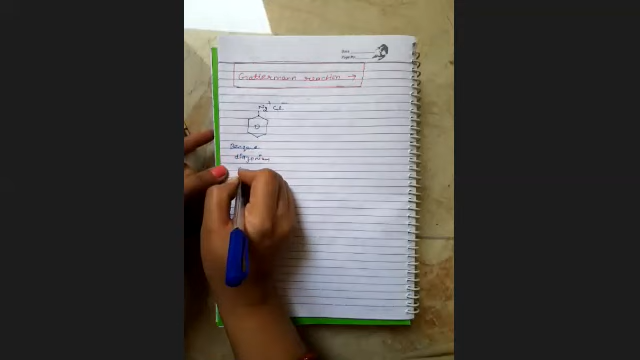 Gattermann reaction →
N₂⁺ Cl⁻
Benzene
diazonium